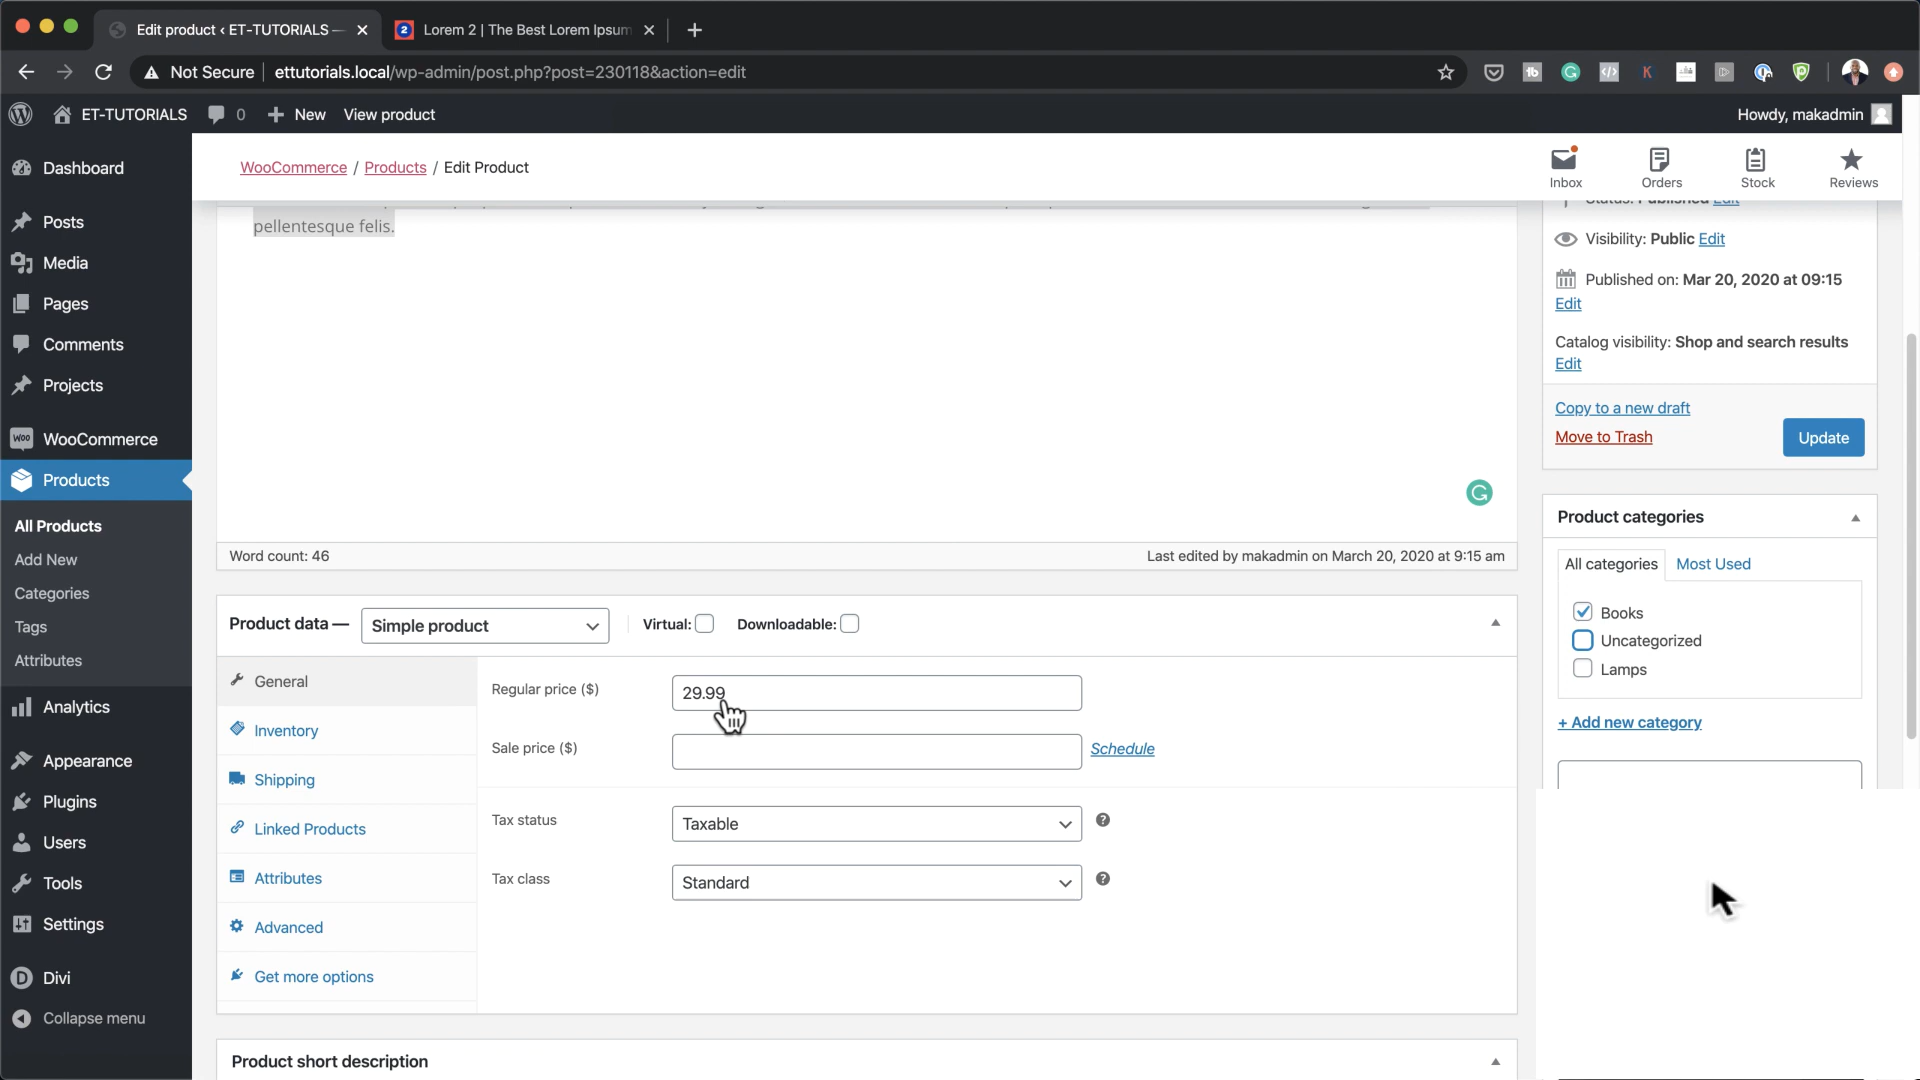 Edit product ‹ ET-TUTORIALS —
Lorem 2 | The Best Lorem Ipsum
Not Secure
ettutorials.local/wp-admin/post.php?post=230118&action=edit
ET-TUTORIALS
0
New
View product
Howdy, makadmin
Dashboard
Posts
Media
Pages
Comments
Projects
WooCommerce
Products
All Products
Add New
Categories
Tags
Attributes
Analytics
Appearance
Plugins
Users
Tools
Settings
Divi
Collapse menu
WooCommerce / Products / Edit Product
Inbox
Orders
Stock
Reviews
pellentesque felis.
Word count: 46
Last edited by makadmin on March 20, 2020 at 9:15 am
Product data —
Simple product
Virtual:
Downloadable:
General
Inventory
Shipping
Linked Products
Attributes
Advanced
Get more options
Regular price ($)
29.99
Sale price ($)
Schedule
Tax status
Taxable
Tax class
Standard
Product short description
Status: Published Edit
Visibility: Public Edit
Published on: Mar 20, 2020 at 09:15
Edit
Catalog visibility: Shop and search results
Edit
Copy to a new draft
Move to Trash
Update
Product categories
All categories
Most Used
Books
Uncategorized
Lamps
+ Add new category